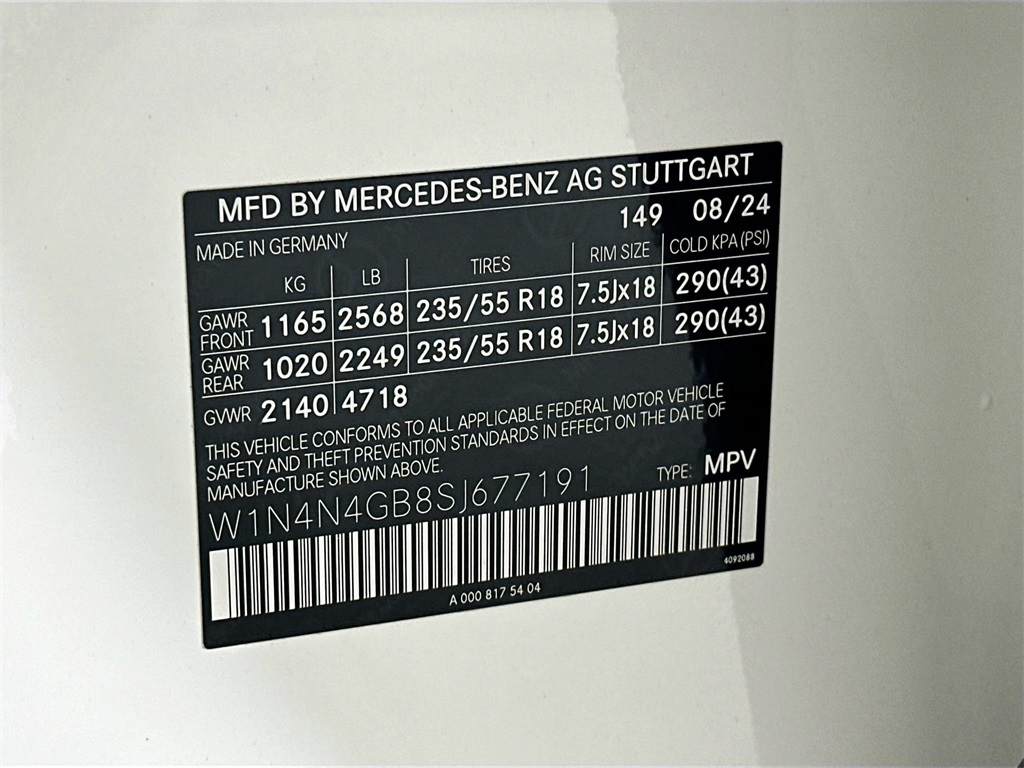 MFD BY MERCEDES-BENZ AG STUTTGART
149 08/24
MADE IN GERMANY
KG LB TIRES RIM SIZE COLD KPA (PSI)
GAWR FRONT 1165 2568 235/55 R18 7.5Jx18 290(43)
GAWR REAR 1020 2249 235/55 R18 7.5Jx18 290(43)
GVWR 2140 4718
THIS VEHICLE CONFORMS TO ALL APPLICABLE FEDERAL MOTOR VEHICLE
SAFETY AND THEFT PREVENTION STANDARDS IN EFFECT ON THE DATE OF
MANUFACTURE SHOWN ABOVE.
TYPE: MPV
W1N4N4GB8SJ677191
4092088
A 000 817 54 04